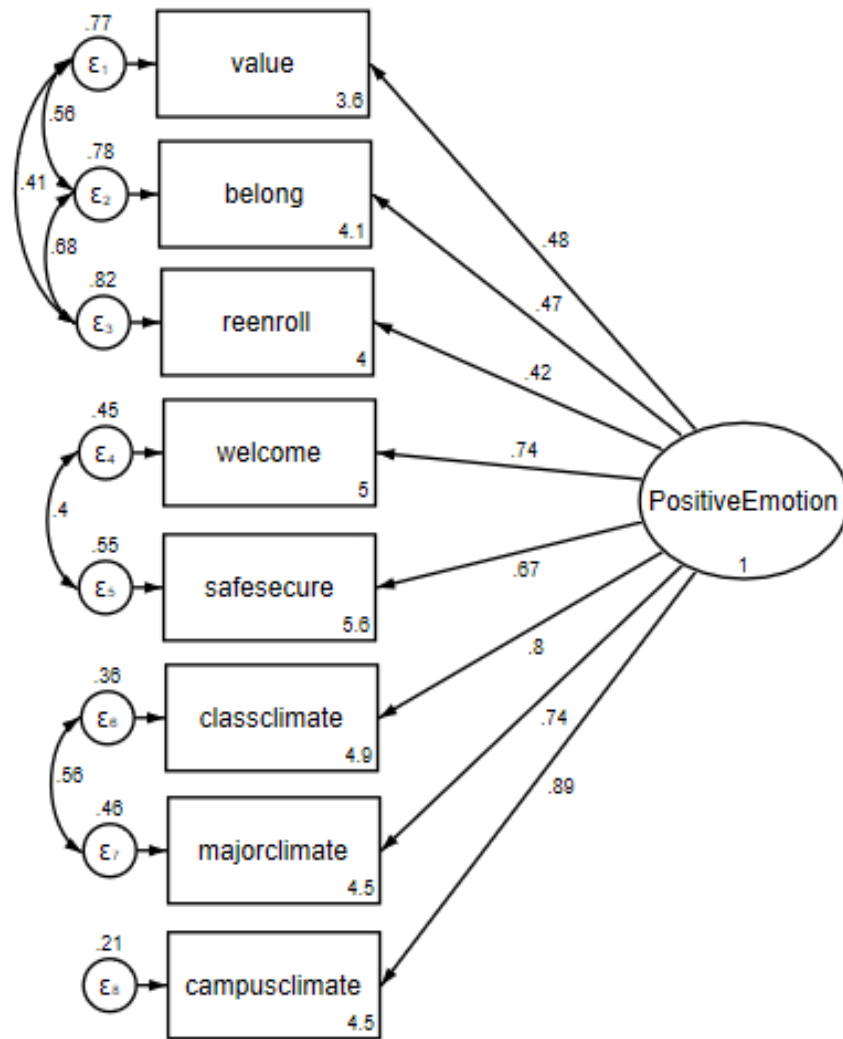 .77
ε1
value
3.6
.56
.41
.78
ε2
belong
4.1
.68
.82
ε3
reenroll
4
.45
ε4
welcome
5
.4
.55
ε5
safesecure
5.6
.36
ε6
classclimate
4.9
.56
.46
ε7
majorclimate
4.5
.21
ε8
campusclimate
4.5
.48
.47
.42
.74
.67
.8
.74
.89
PositiveEmotion
1